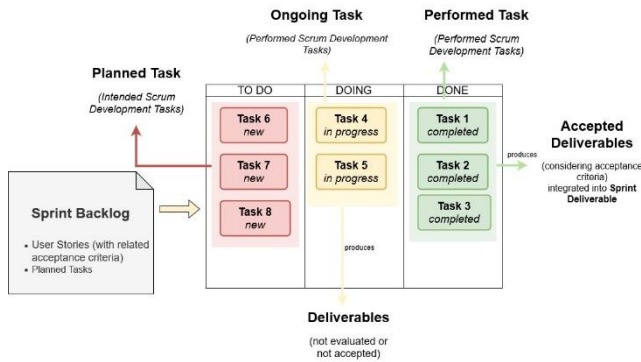 Ongoing Task
(Performed Scrum Development
Tasks)
Performed Task
(Performed Scrum
Development Tasks)
Planned Task
(Intended Scrum
Development Tasks)
TO DO
DOING
DONE
Task 6
new
Task 7
new
Task 8
new
Task 4
in progress
Task 5
in progress
Task 1
completed
Task 2
completed
Task 3
completed
produces
Accepted
Deliverables
(considering acceptance
criteria)
integrated into Sprint
Deliverable
Sprint Backlog
• User Stories (with related
acceptance criteria)
• Planned Tasks
produces
Deliverables
(not evaluated or
not accepted)